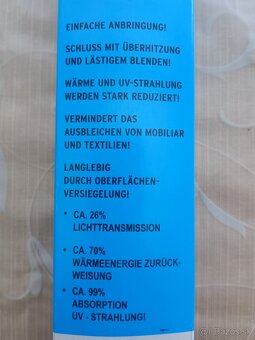 EINFACHE ANBRINGUNG!
SCHLUSS MIT ÜBERHITZUNG
UND LÄSTIGEM BLENDEN!
WÄRME UND UV-STRAHLUNG
WERDEN STARK REDUZIERT!
VERMINDERT DAS
AUSBLEICHEN VON MOBILIAR
UND TEXTILIEN!
LANGLEBIG
DURCH OBERFLÄCHEN-
VERSIEGELUNG!
• CA. 26%
LICHTTRANSMISSION
• CA. 70%
WÄRMEENERGIE ZURÜCK-
WEISUNG
• CA. 99%
ABSORPTION
UV - STRAHLUNG!